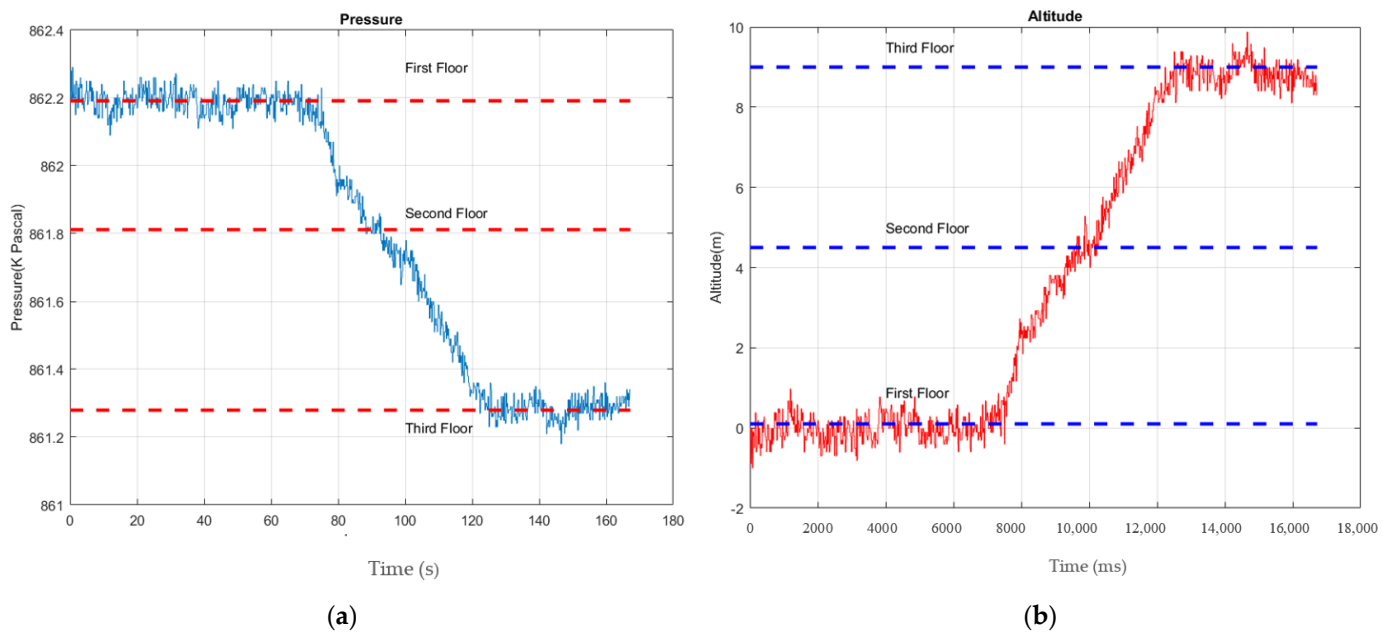 Pressure
862.4
862.2
862
861.8
861.6
861.4
861.2
861
0
20
40
60
80
100
120
140
160
180
Pressure(K Pascal)
First Floor
Second Floor
Third Floor
Time (s)
(a)
Altitude
10
8
6
4
2
0
-2
0
2000
4000
6000
8000
10,000
12,000
14,000
16,000
18,000
Altitude(m)
Third Floor
Second Floor
First Floor
Time (ms)
(b)